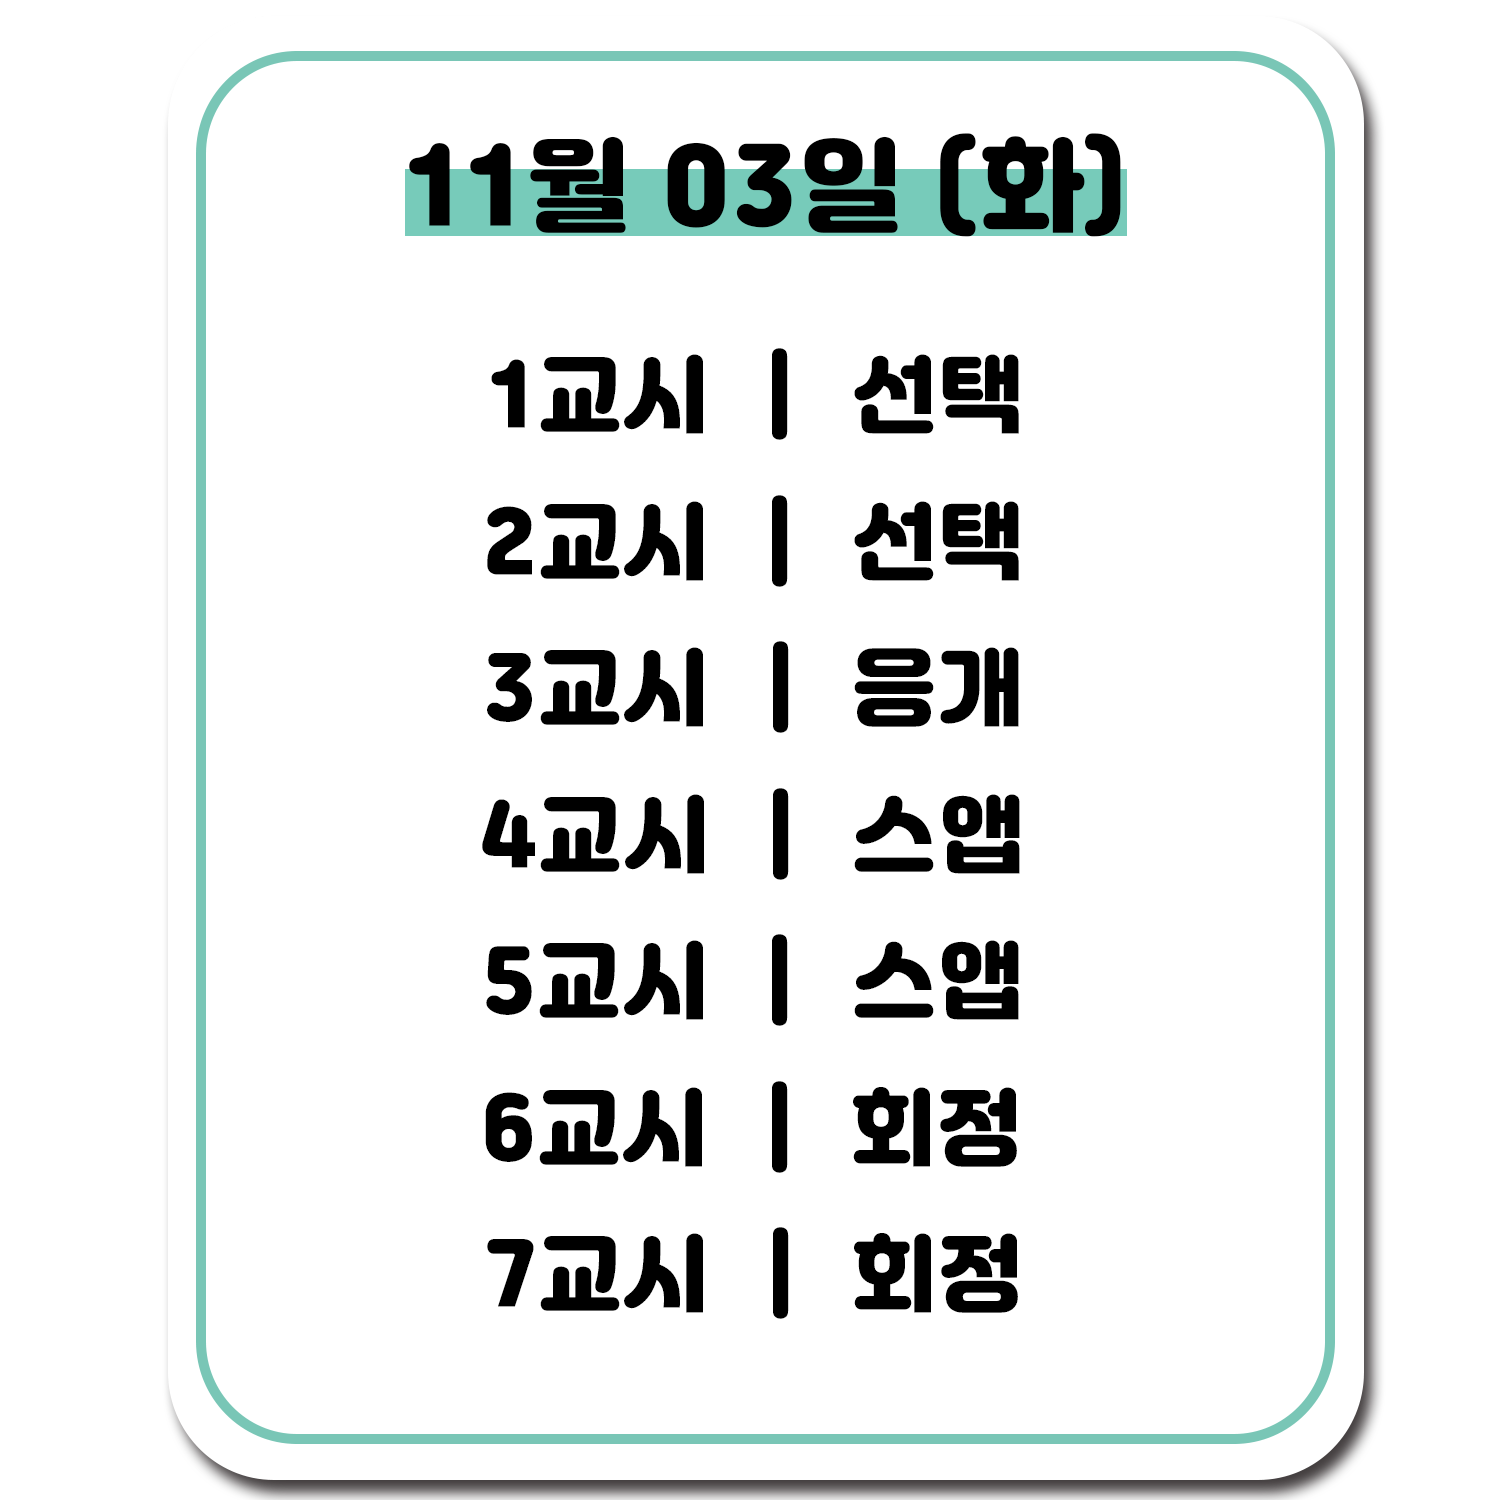 11월 03일 (화)
1교시 | 선택
2교시 | 선택
3교시 | 응개
4교시 | 스앱
5교시 | 스앱
6교시 | 회정
7교시 | 회정